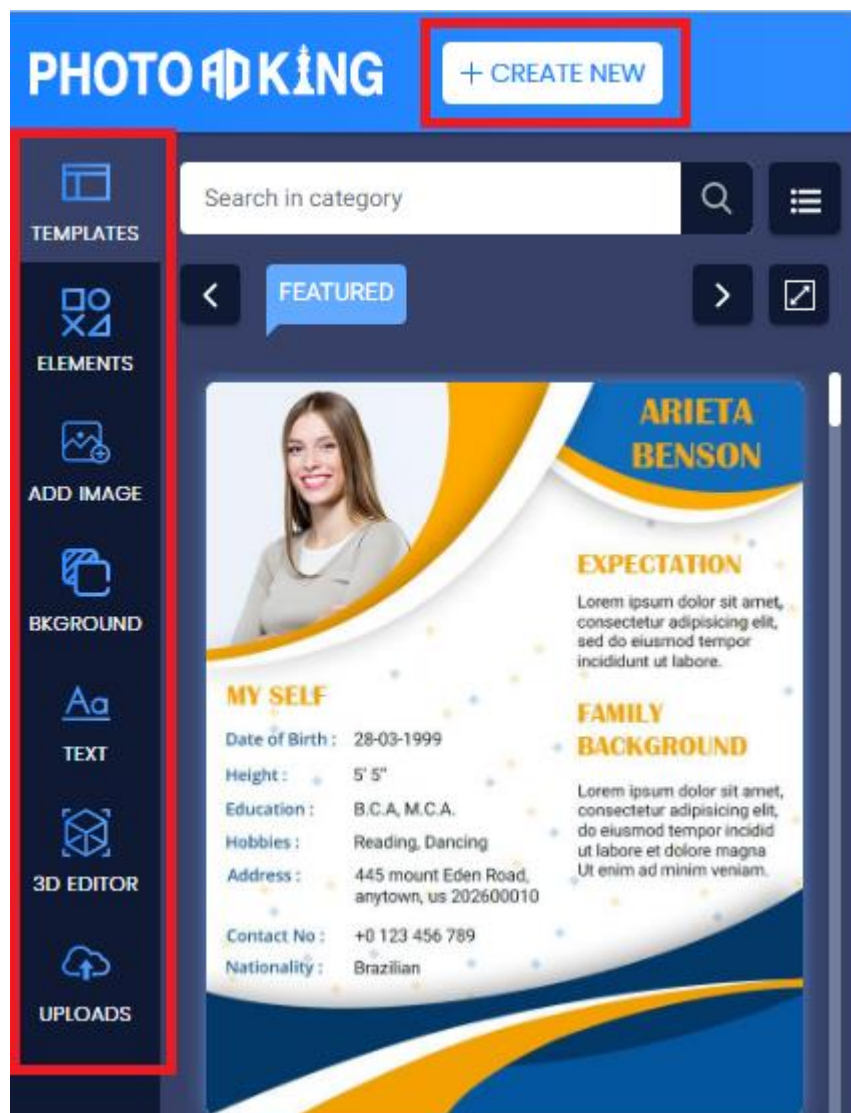 PHOTO ADKING
+ CREATE NEW
TEMPLATES
ELEMENTS
ADD IMAGE
BKGROUND
TEXT
3D EDITOR
UPLOADS
Search in category
FEATURED
ARIETA
BENSON
EXPECTATION
Lorem ipsum dolor sit amet,
consectetur adipisicing elit,
sed do eiusmod tempor
incididunt ut labore.
MY SELF
Date of Birth : 28-03-1999
Height : 5' 5"
Education : B.C.A, M.C.A.
Hobbies : Reading, Dancing
Address : 445 mount Eden Road,
anytown, us 202600010
Contact No : +0 123 456 789
Nationality : Brazilian
FAMILY
BACKGROUND
Lorem ipsum dolor sit amet,
consectetur adipisicing elit,
do eiusmod tempor incidid
ut labore et dolore magna
Ut enim ad minim veniam.